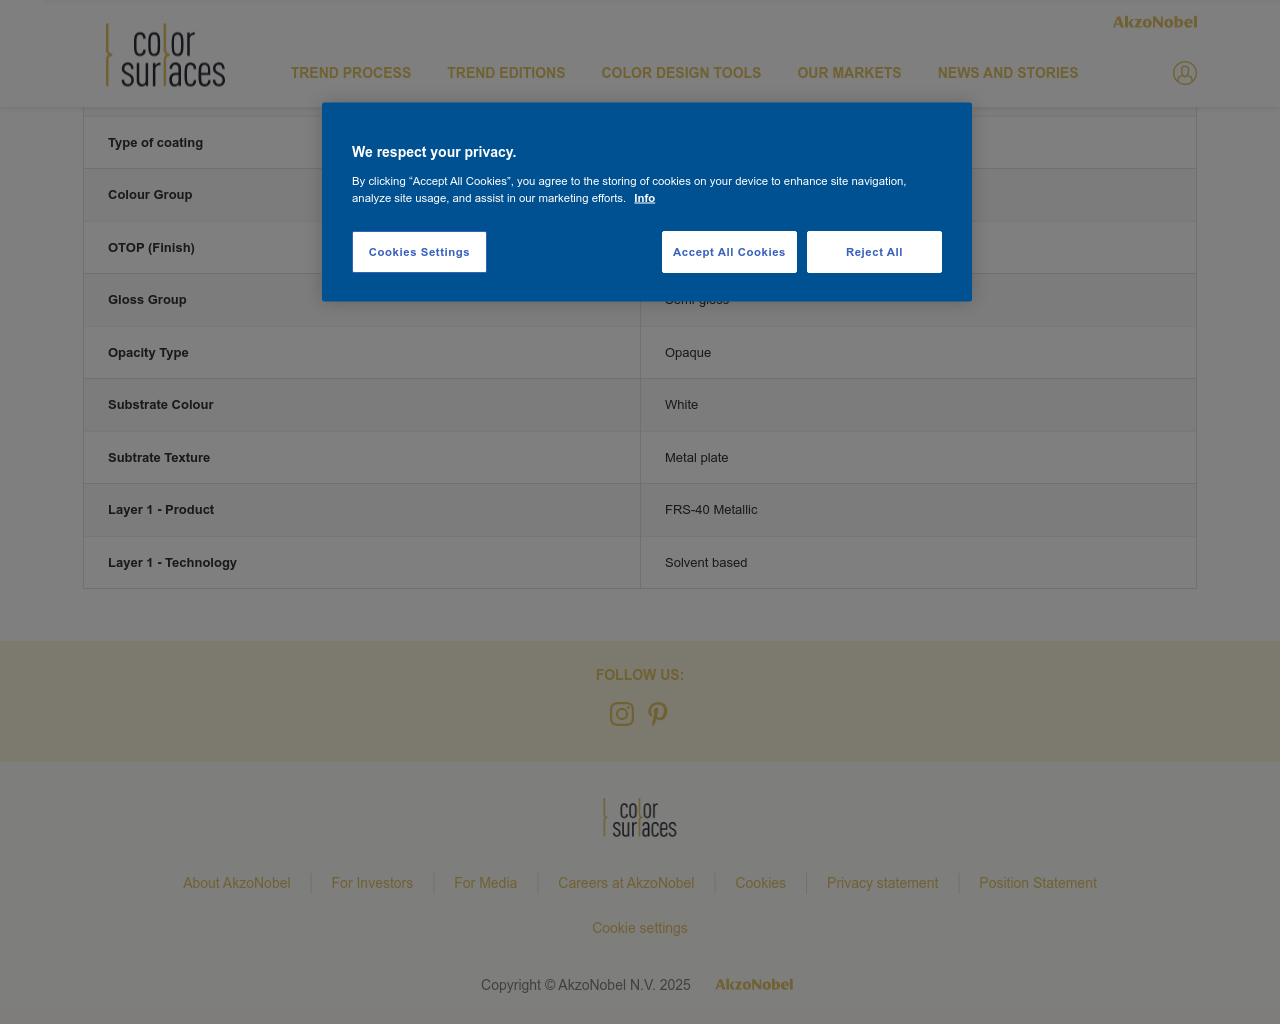 AkzoNobel
color
surfaces
TREND PROCESS TREND EDITIONS COLOR DESIGN TOOLS OUR MARKETS NEWS AND STORIES
We respect your privacy.
By clicking “Accept All Cookies”, you agree to the storing of cookies on your device to enhance site navigation,
analyze site usage, and assist in our marketing efforts. Info
Cookies Settings Accept All Cookies Reject All
Type of coating
Colour Group
OTOP (Finish)
Gloss Group Semi-gloss
Opacity Type Opaque
Substrate Colour White
Subtrate Texture Metal plate
Layer 1 - Product FRS-40 Metallic
Layer 1 - Technology Solvent based
FOLLOW US:
color
surfaces
About AkzoNobel For Investors For Media Careers at AkzoNobel Cookies Privacy statement Position Statement
Cookie settings
Copyright © AkzoNobel N.V. 2025 AkzoNobel